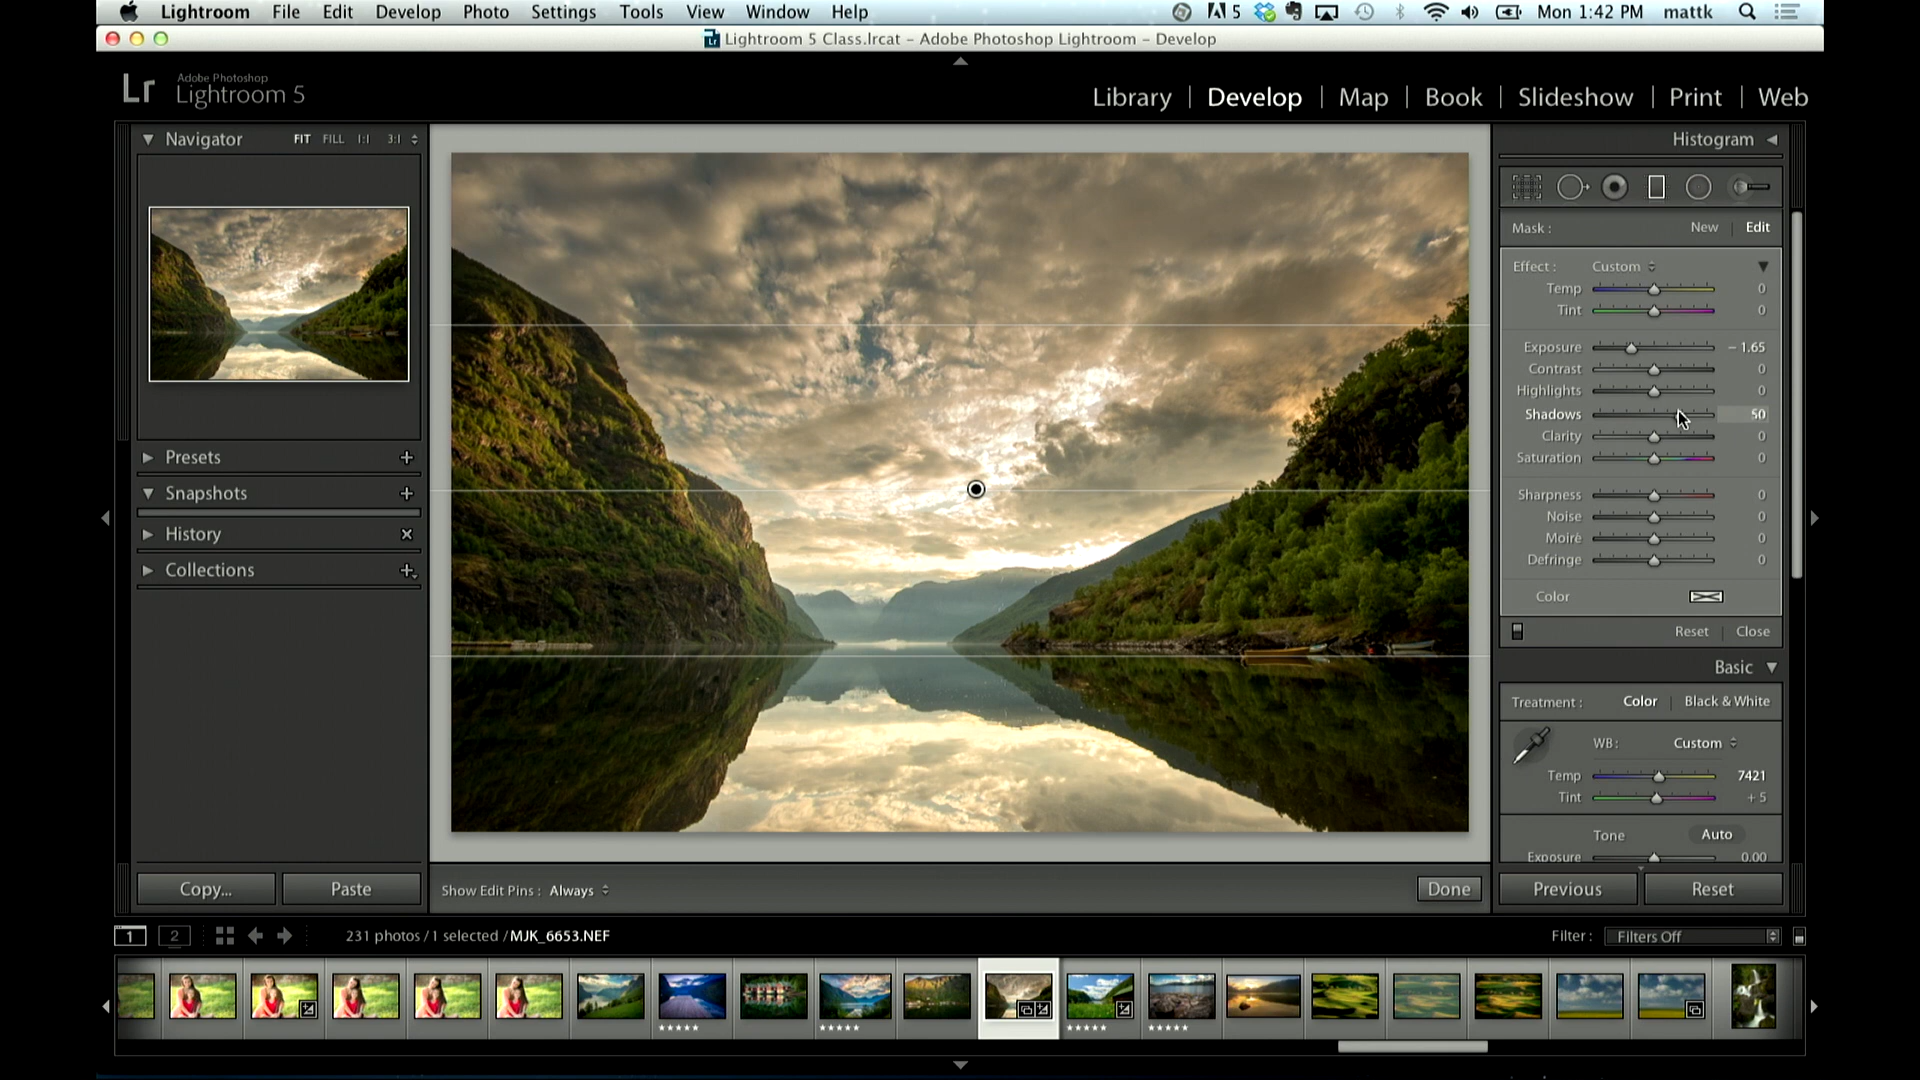 Lightroom File Edit Develop Photo Settings Tools View Window Help 5 Mon 1:42 PM mattk
Lr Lightroom 5 Class.lrcat – Adobe Photoshop Lightroom – Develop
Lr Adobe Photoshop
Lightroom 5
Library | Develop | Map | Book | Slideshow | Print | Web
Navigator FIT FILL 1:1 3:1
Histogram
Mask : New | Edit
Effect : Custom
Temp 0
Tint 0
Exposure – 1.65
Contrast 0
Highlights 0
Shadows 50
Clarity 0
Saturation 0
Sharpness 0
Noise 0
Moiré 0
Defringe 0
Color
Reset | Close
Presets
Snapshots
History
Collections
Basic
Treatment : Color | Black & White
WB : Custom
Temp 7421
Tint + 5
Tone Auto
Exposure 0.00
Copy... Paste
Show Edit Pins : Always Done
Previous Reset
1 2 231 photos / 1 selected / MJK_6653.NEF Filter : Filters Off